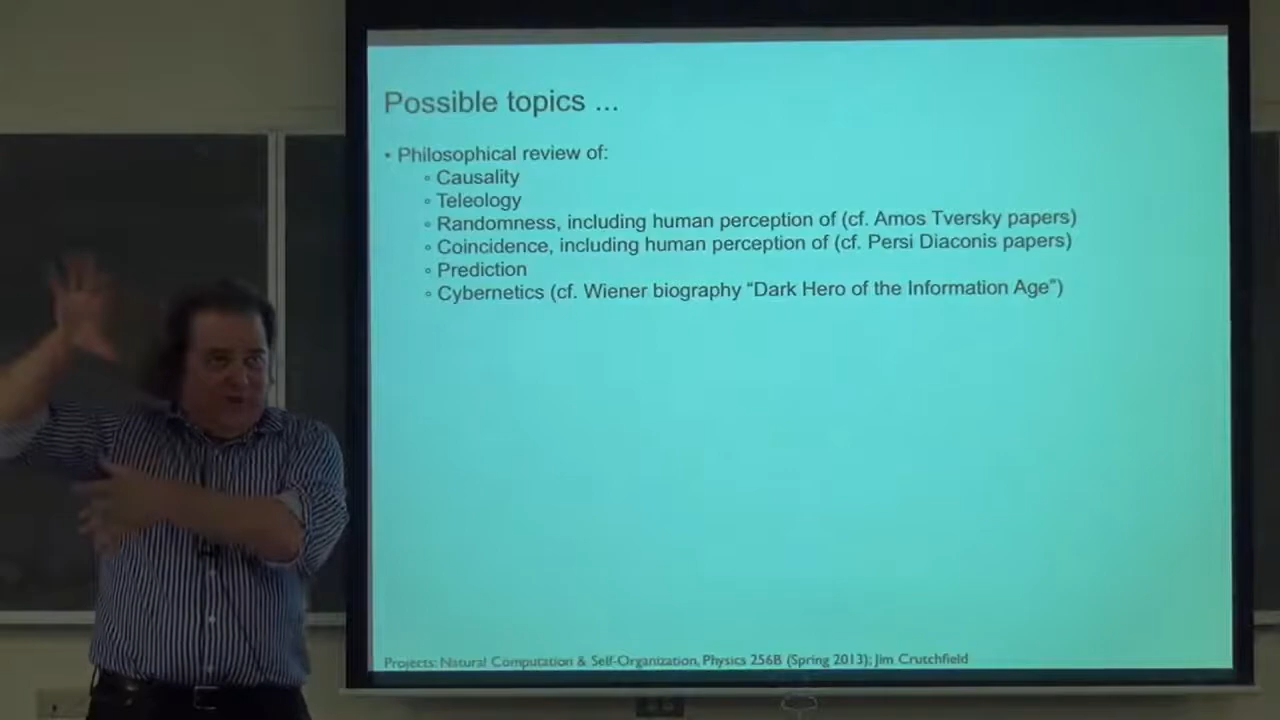 Possible topics ...
• Philosophical review of:
◦ Causality
◦ Teleology
◦ Randomness, including human perception of (cf. Amos Tversky papers)
◦ Coincidence, including human perception of (cf. Persi Diaconis papers)
◦ Prediction
◦ Cybernetics (cf. Wiener biography “Dark Hero of the Information Age”)
Projects: Natural Computation & Self-Organization, Physics 256B (Spring 2013); Jim Crutchfield